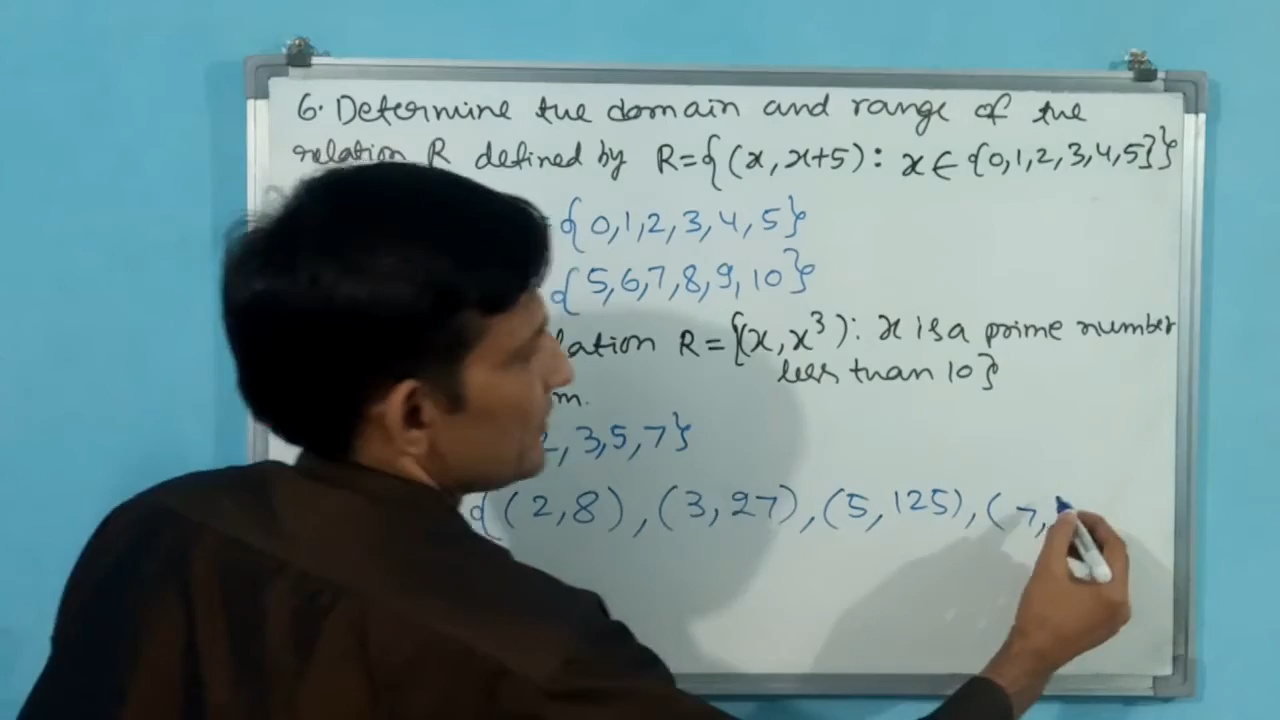 6. Determine the domain and range of the
relation R defined by R={(x,x+5): x∈{0,1,2,3,4,5}}
{0,1,2,3,4,5}
{5,6,7,8,9,10}
lation R={(x,x³): x is a prime number
less than 10}
m.
,3,5,7}
{(2,8),(3,27),(5,125),(7,